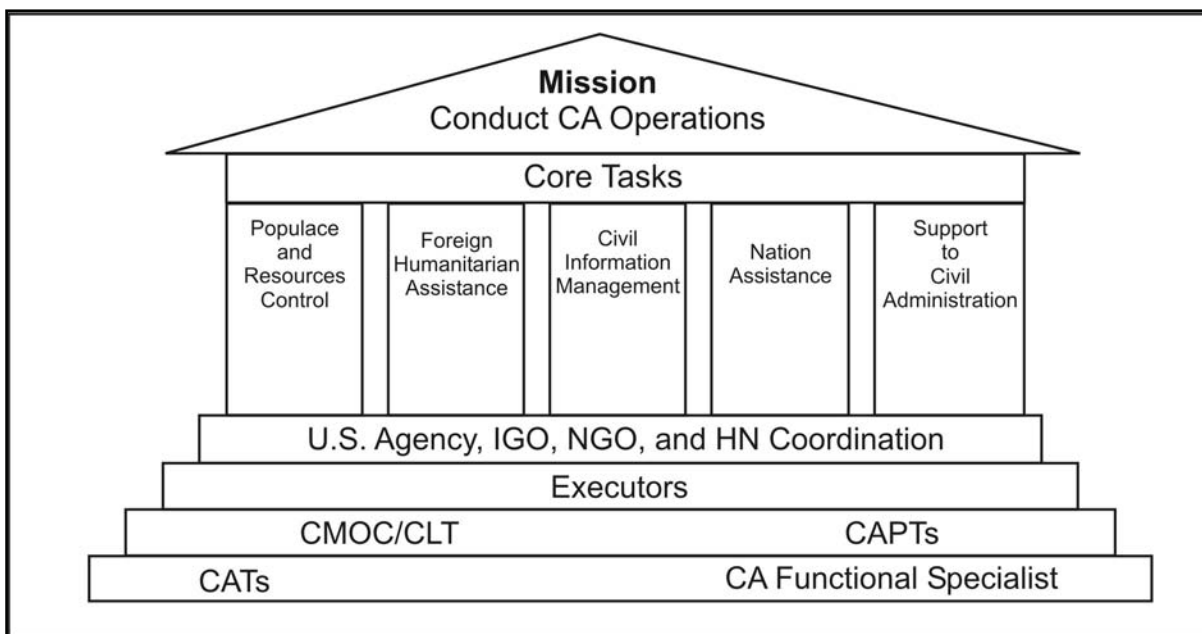 Mission
Conduct CA Operations
Core Tasks
Populace
and
Resources
Control
Foreign
Humanitarian
Assistance
Civil
Information
Management
Nation
Assistance
Support
to
Civil
Administration
U.S. Agency, IGO, NGO, and HN Coordination
Executors
CMOC/CLT CAPTs
CATs CA Functional Specialist